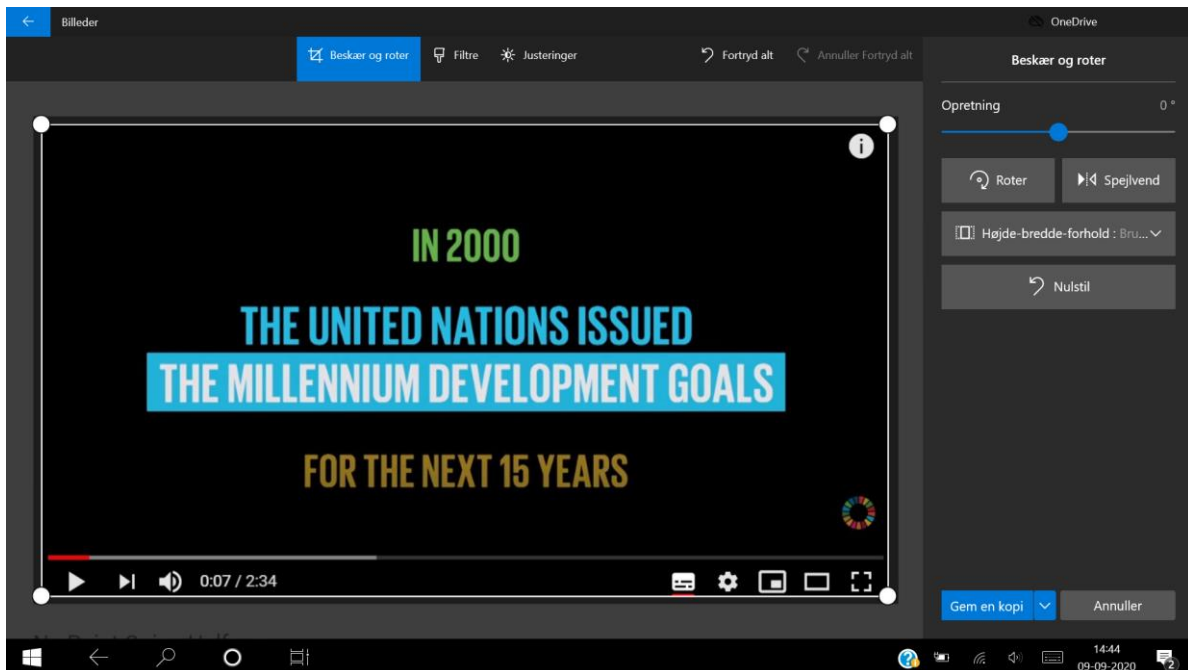 Billeder
OneDrive
Beskær og roter
Filtre
Justeringer
Fortryd alt
Annuller Fortryd alt
Beskær og roter
Opretning
0 °
Roter
Spejlvend
Højde-bredde-forhold : Bru...
Nulstil
i
IN 2000
THE UNITED NATIONS ISSUED
THE MILLENNIUM DEVELOPMENT GOALS
FOR THE NEXT 15 YEARS
0:07 / 2:34
Gem en kopi
Annuller
14:44
09-09-2020
2